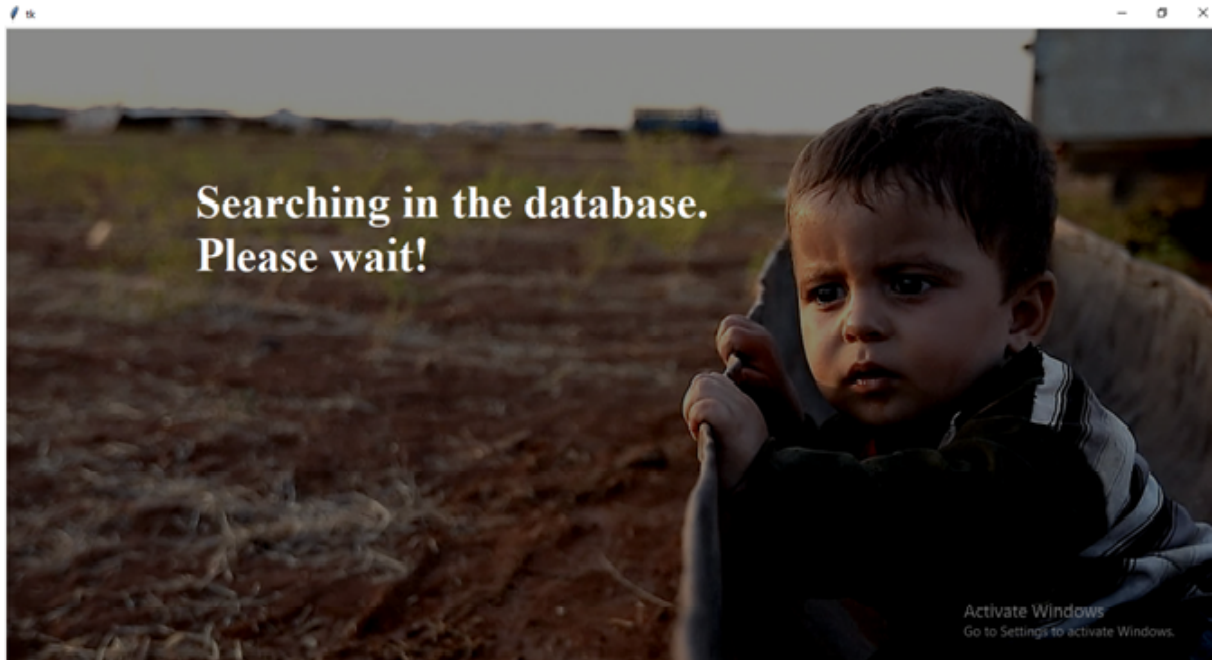 tk
Searching in the database.
Please wait!
Activate Windows
Go to Settings to activate Windows.